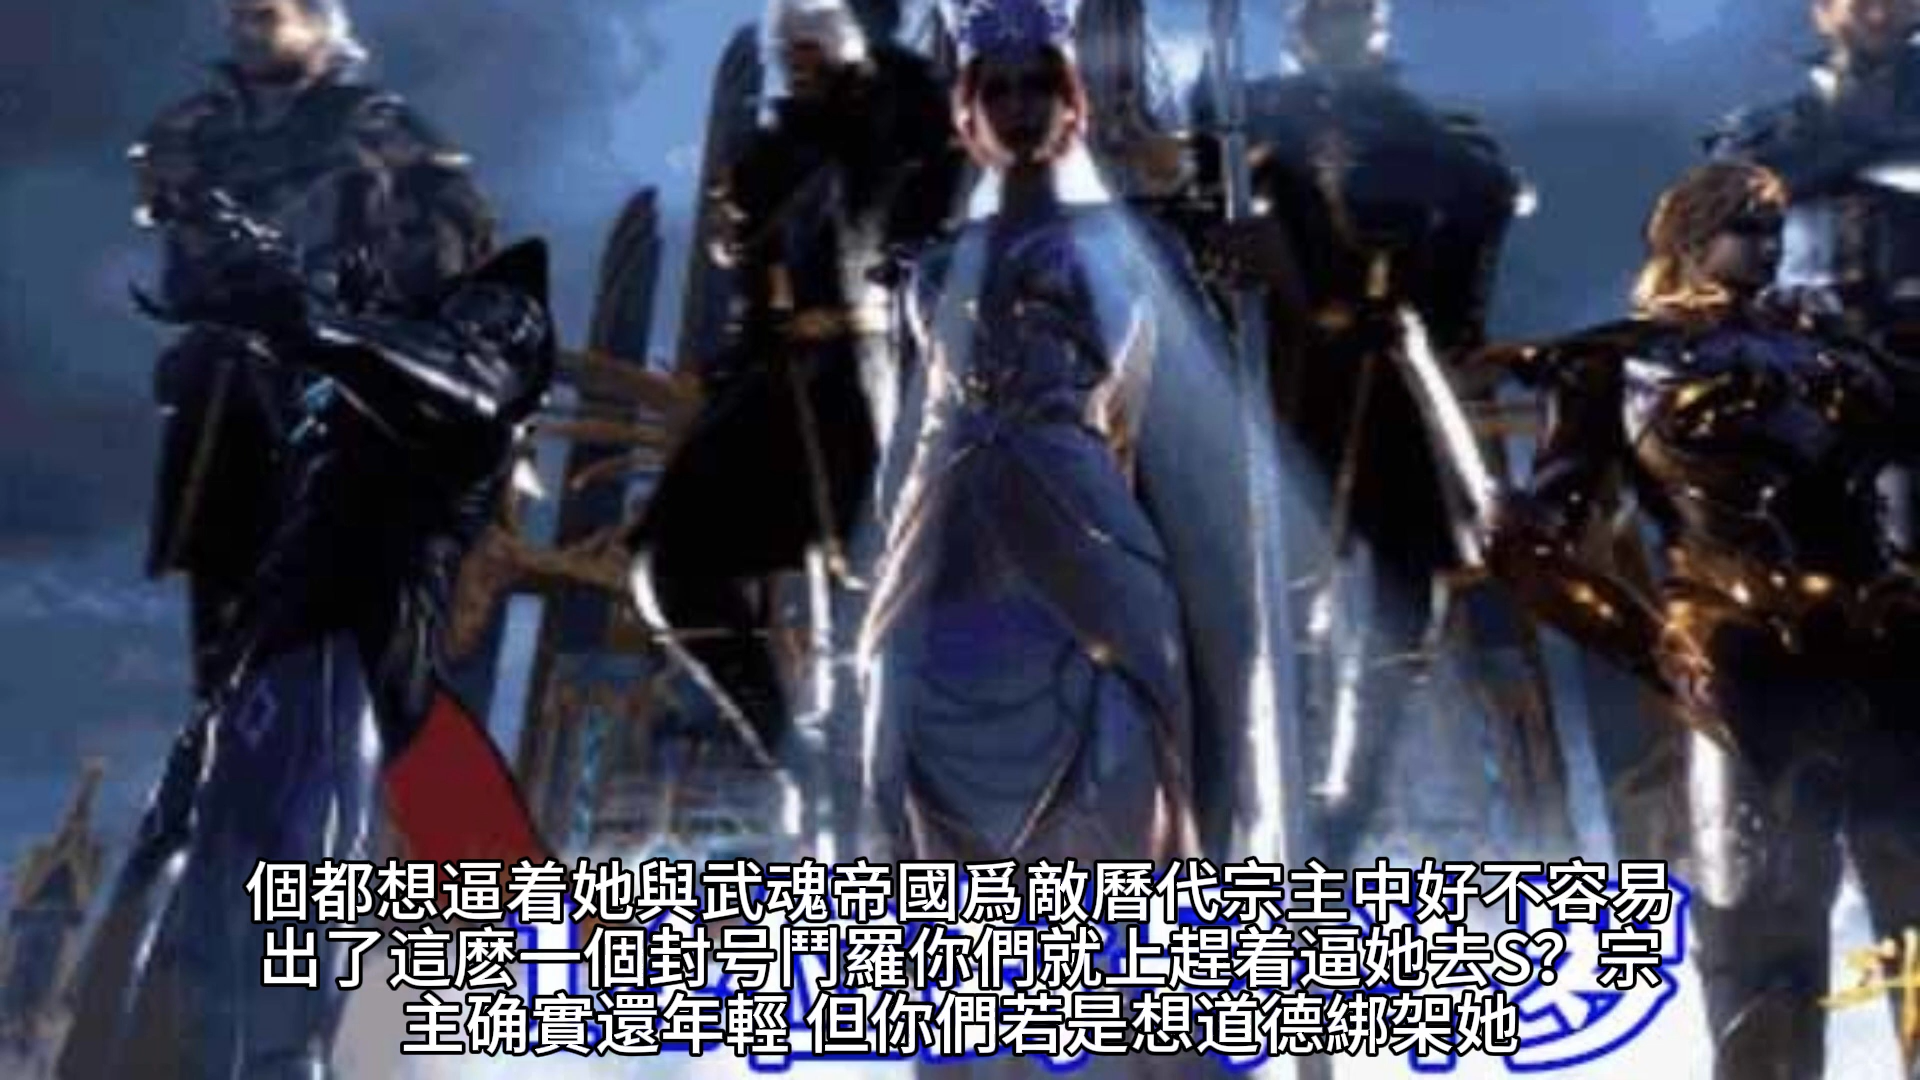 個都想逼着她與武魂帝國爲敵曆代宗主中好不容易
出了這麽一個封号鬥羅你們就上趕着逼她去S？宗
主确實還年輕 但你們若是想道德綁架她